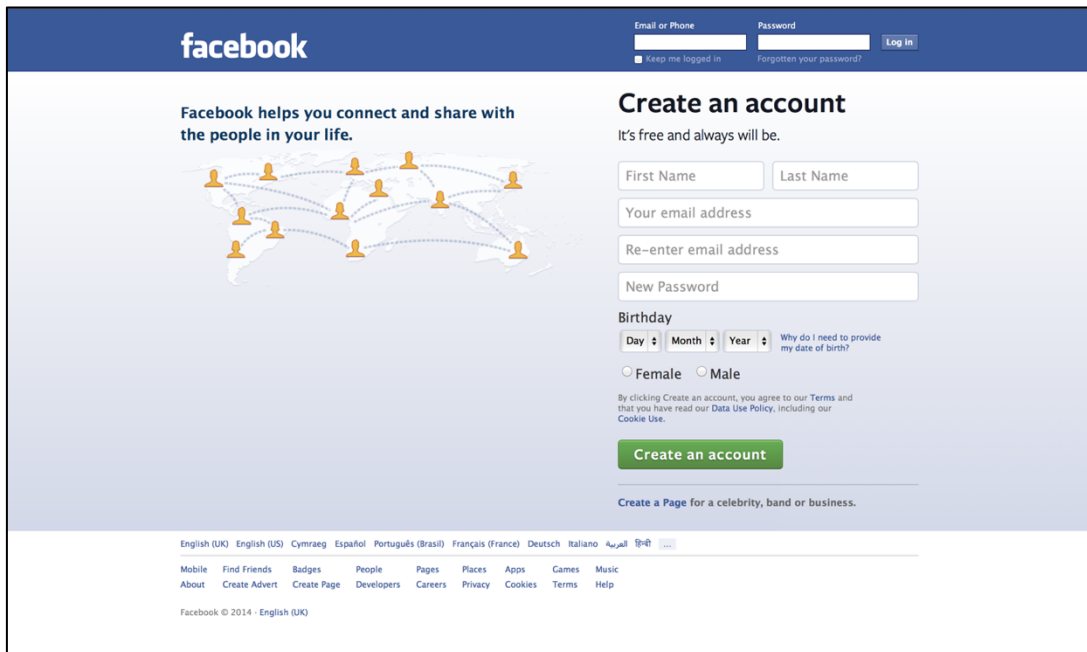 facebook
Email or Phone
Password
Log in
Keep me logged in
Forgotten your password?
Facebook helps you connect and share with
the people in your life.
Create an account
It's free and always will be.
First Name
Last Name
Your email address
Re-enter email address
New Password
Birthday
Day Month Year
Why do I need to provide
my date of birth?
Female Male
By clicking Create an account, you agree to our Terms and
that you have read our Data Use Policy, including our
Cookie Use.
Create an account
Create a Page for a celebrity, band or business.
English (UK) English (US) Cymraeg Español Português (Brasil) Français (France) Deutsch Italiano العربية हिन्दी ...
Mobile Find Friends Badges People Pages Places Apps Games Music
About Create Advert Create Page Developers Careers Privacy Cookies Terms Help
Facebook © 2014 · English (UK)